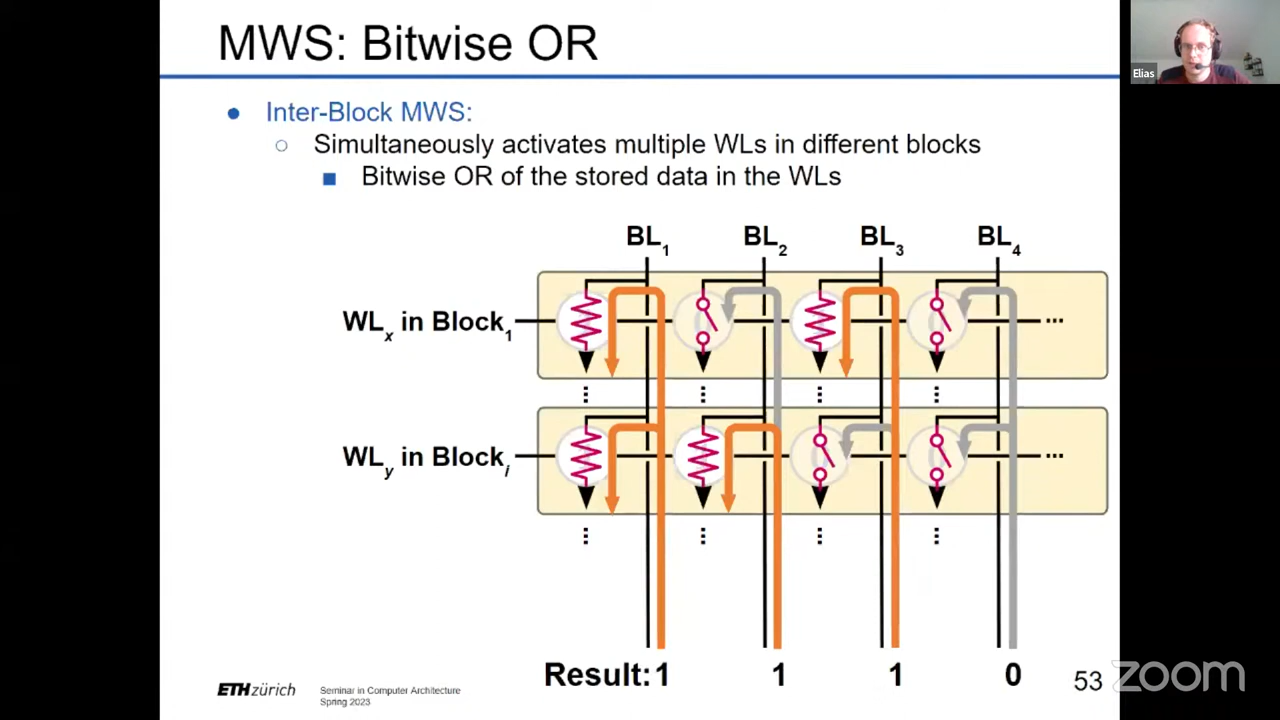 MWS: Bitwise OR
Elias
Inter-Block MWS:
Simultaneously activates multiple WLs in different blocks
Bitwise OR of the stored data in the WLs
BL1 BL2 BL3 BL4
WLx in Block1 ...
WLy in Blocki ...
Result: 1 1 1 0
ETH zürich
Seminar in Computer Architecture
Spring 2023
53
zoom